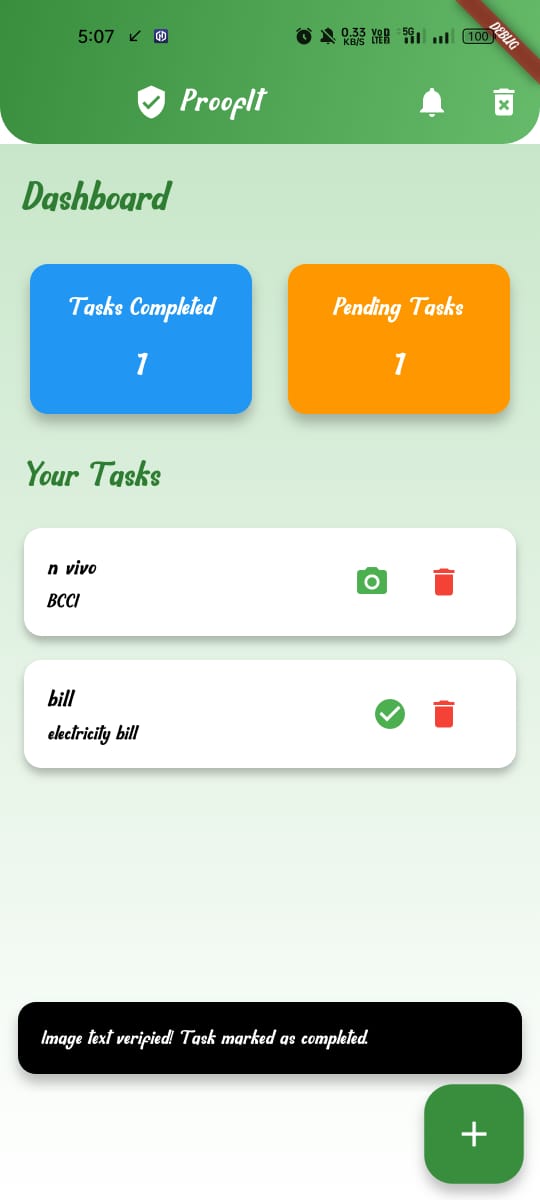 5:07
0.33 KB/S
VoD LTE
5G
100
DEBUG
ProofIt
Dashboard
Tasks Completed
1
Pending Tasks
1
Your Tasks
n vivo
BCCI
bill
electricity bill
Image text verified! Task marked as completed.